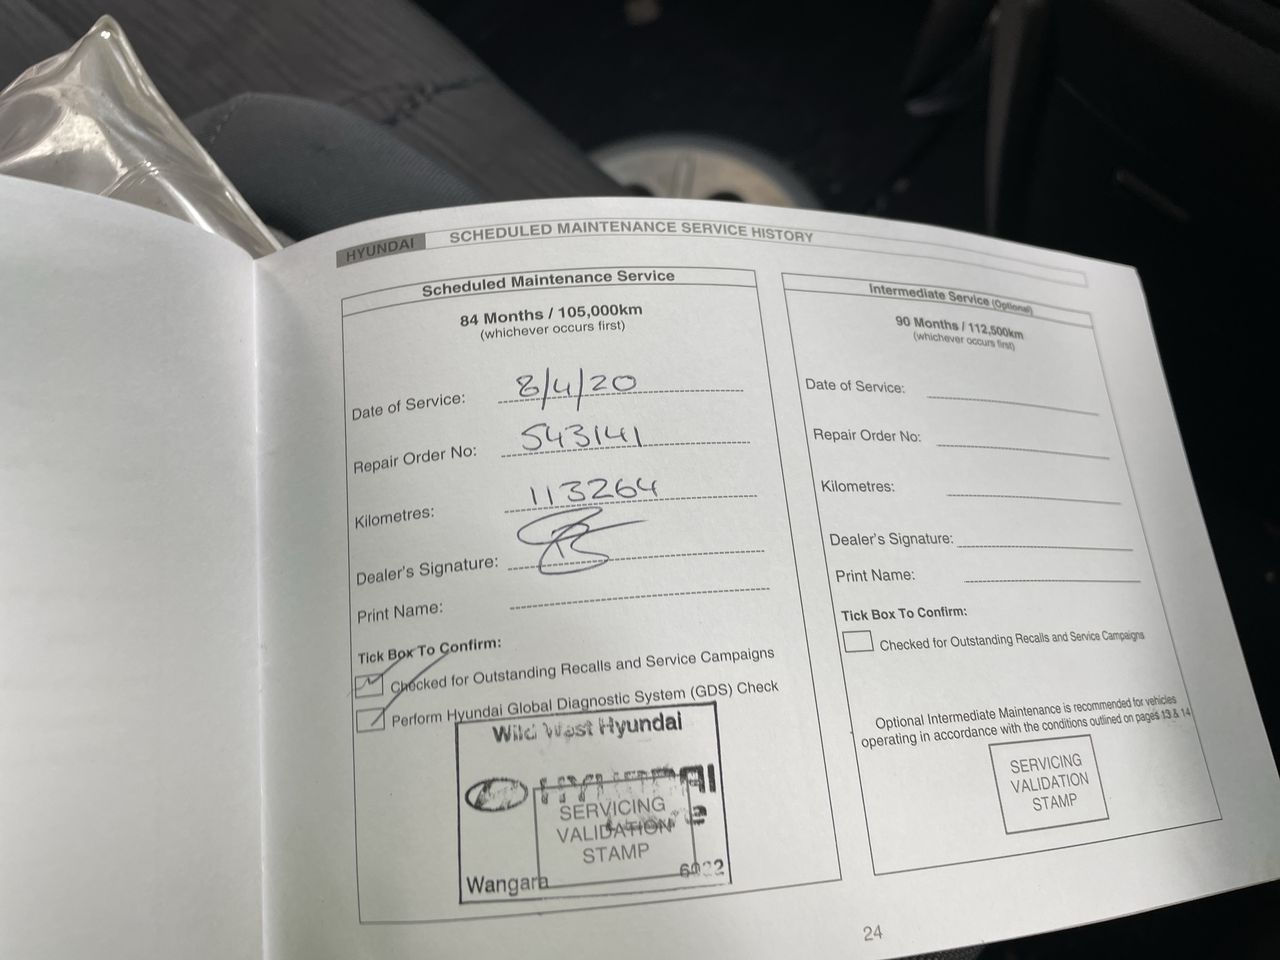 HYUNDAI SCHEDULED MAINTENANCE SERVICE HISTORY
Scheduled Maintenance Service
84 Months / 105,000km
(whichever occurs first)
Date of Service: 8/4/20
Repair Order No: 543141
Kilometres: 113264
Dealer's Signature:
Print Name:
Tick Box To Confirm:
Checked for Outstanding Recalls and Service Campaigns
Perform Hyundai Global Diagnostic System (GDS) Check
Wild West Hyundai
HYUNDAI
SERVICING
VALIDATION
STAMP
Wangara
Intermediate Service (Optional)
90 Months / 112,500km
(whichever occurs first)
Date of Service:
Repair Order No:
Kilometres:
Dealer's Signature:
Print Name:
Tick Box To Confirm:
Checked for Outstanding Recalls and Service Campaigns
Optional Intermediate Maintenance is recommended for vehicles
operating in accordance with the conditions outlined on pages 13 & 14
SERVICING
VALIDATION
STAMP
24